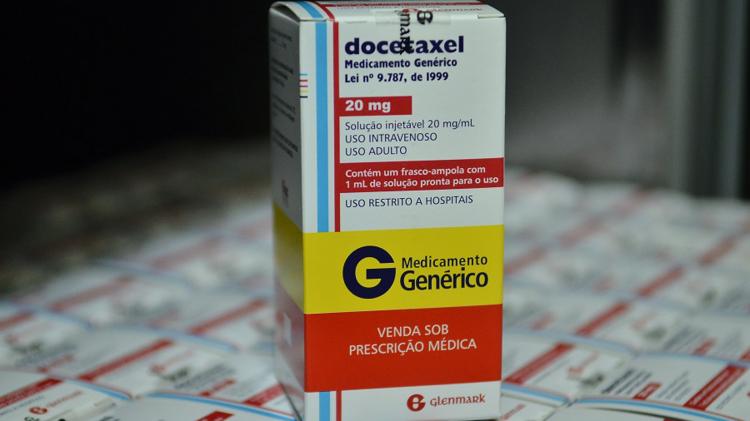 Glenmark
docetaxel
Medicamento Genérico
Lei nº 9.787, de 1999
20 mg
Solução injetável 20 mg/mL
USO INTRAVENOSO
USO ADULTO
Contém um frasco-ampola com
1 mL de solução pronta para o uso
USO RESTRITO A HOSPITAIS
G Medicamento
Genérico
VENDA SOB
PRESCRIÇÃO MÉDICA
G glenmark